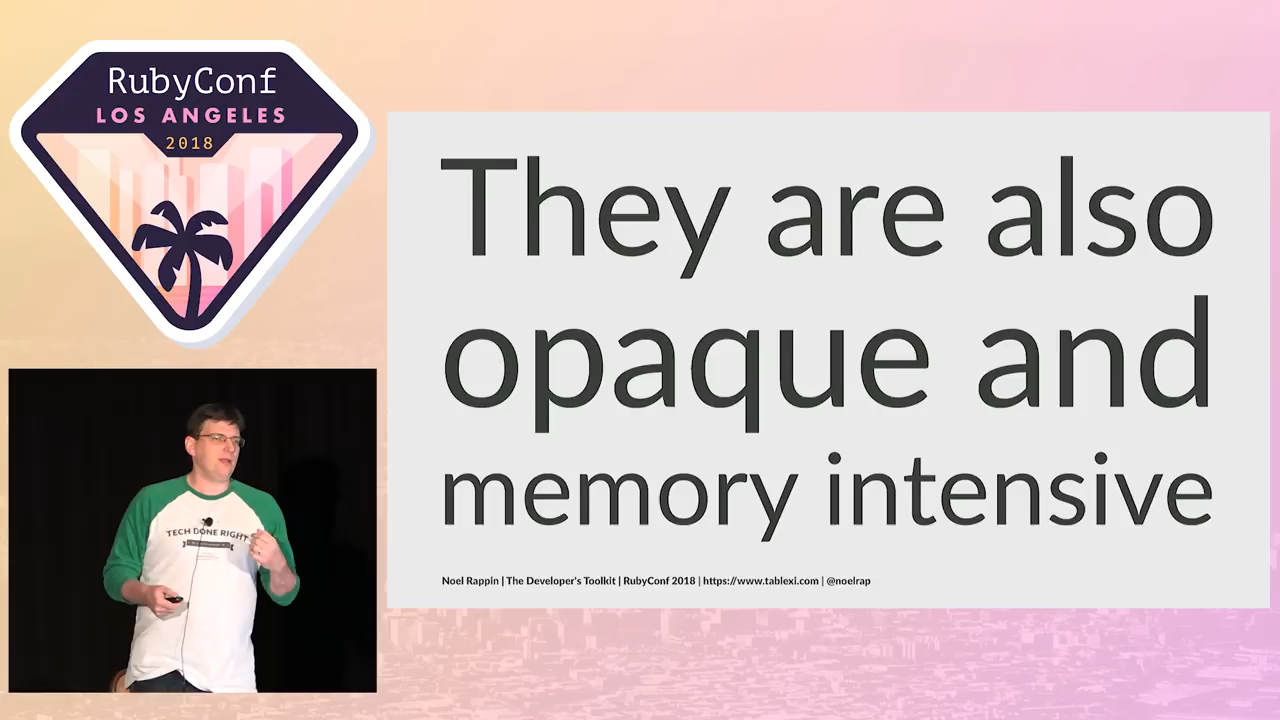 RubyConf
LOS ANGELES
2018
They are also
opaque and
memory intensive
Noel Rappin | The Developer's Toolkit | RubyConf 2018 | https://www.tablexi.com | @noelrap
TECH DONE RIGHT